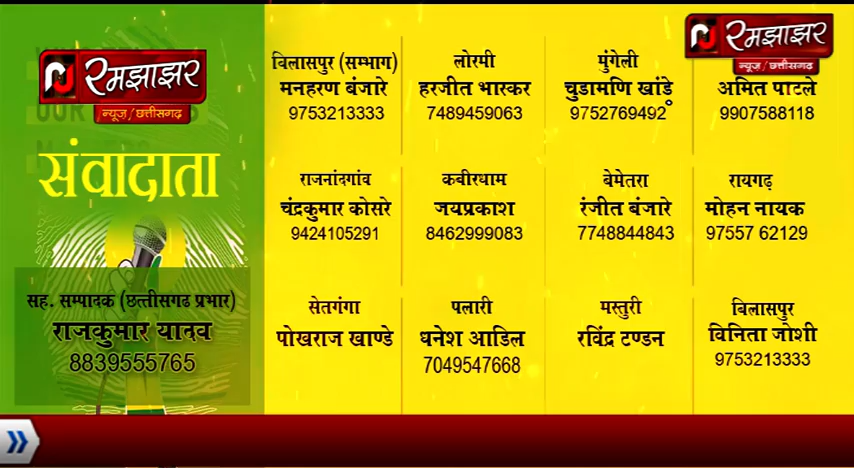 रमझाझर
न्यूज/छत्तीसगढ़
संवादाता
सह. सम्पादक (छत्तीसगढ प्रभार)
राजकुमार यादव
8839555765
बिलासपुर (सम्भाग)
मनहरण बंजारे
9753213333
लोरमी
हरजीत भास्कर
7489459063
मुंगेली
चुडामणि खांडे
9752769492
रमझाझर
न्यूज/छत्तीसगढ़
अमित पाटले
9907588118
राजनांदगांव
चंद्रकुमार कोसरे
9424105291
कबीरधाम
जयप्रकाश
8462999083
बेमेतरा
रंजीत बंजारे
7748844843
रायगढ़
मोहन नायक
97557 62129
सेतगंगा
पोखराज खाण्डे
पलारी
धनेश आडिल
7049547668
मस्तुरी
रविंद्र टण्डन
बिलासपुर
विनिता जोशी
9753213333